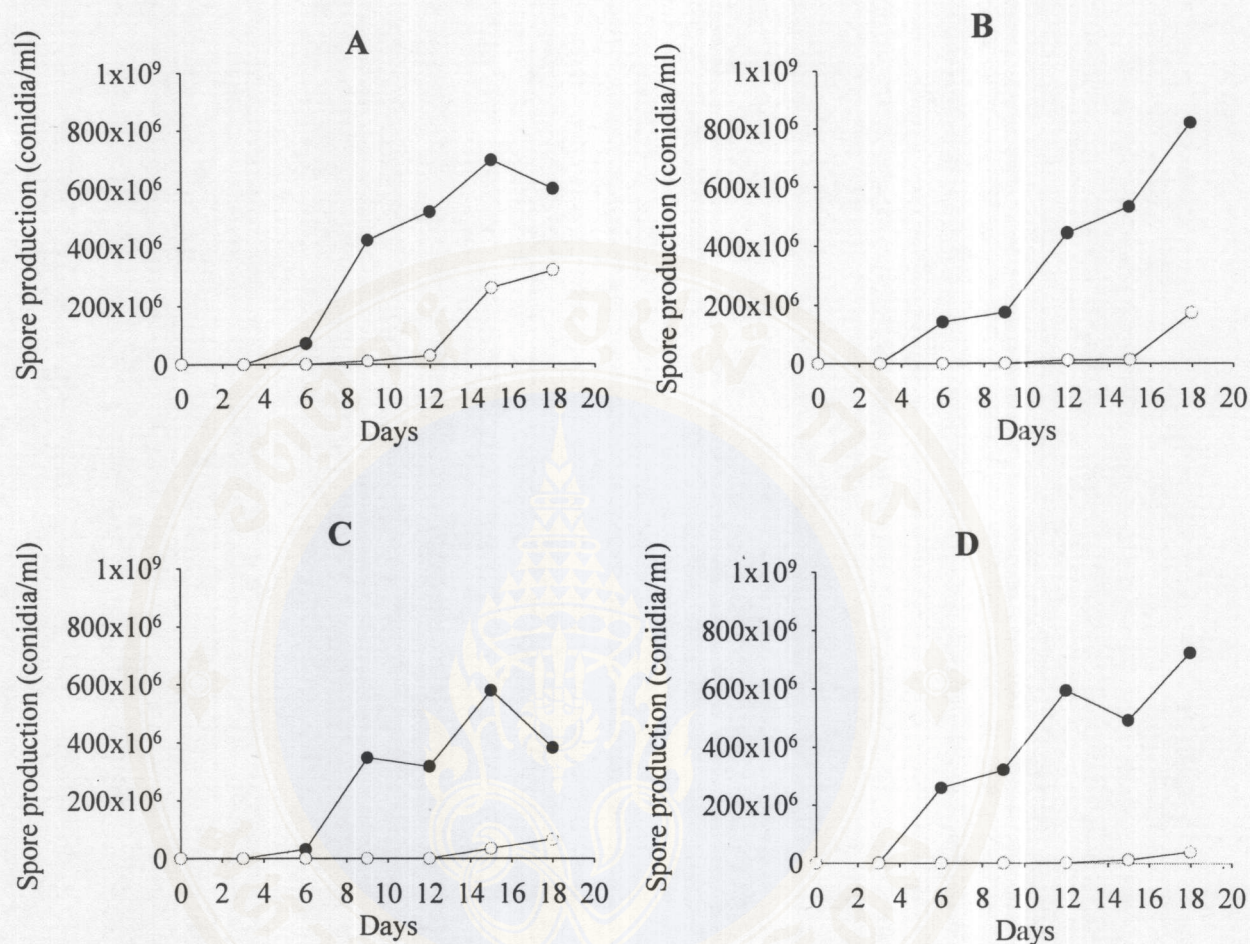 A
Spore production (conidia/ml)
1x10⁹
800x10⁶
600x10⁶
400x10⁶
200x10⁶
0
0 2 4 6 8 10 12 14 16 18 20
Days
B
Spore production (conidia/ml)
1x10⁹
800x10⁶
600x10⁶
400x10⁶
200x10⁶
0
0 2 4 6 8 10 12 14 16 18 20
Days
C
Spore production (conidia/ml)
1x10⁹
800x10⁶
600x10⁶
400x10⁶
200x10⁶
0
0 2 4 6 8 10 12 14 16 18 20
Days
D
Spore production (conidia/ml)
1x10⁹
800x10⁶
600x10⁶
400x10⁶
200x10⁶
0
0 2 4 6 8 10 12 14 16 18 20
Days